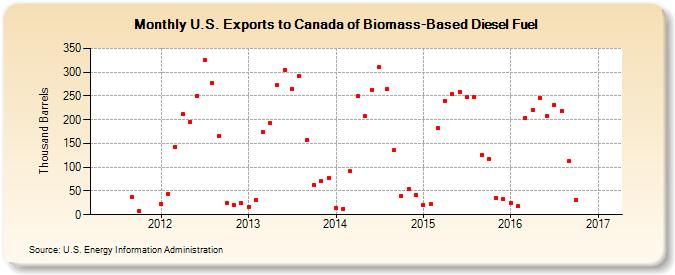 Monthly U.S. Exports to Canada of Biomass-Based Diesel Fuel
Thousand Barrels
350
300
250
200
150
100
50
0
2012 2013 2014 2015 2016 2017
Source: U.S. Energy Information Administration